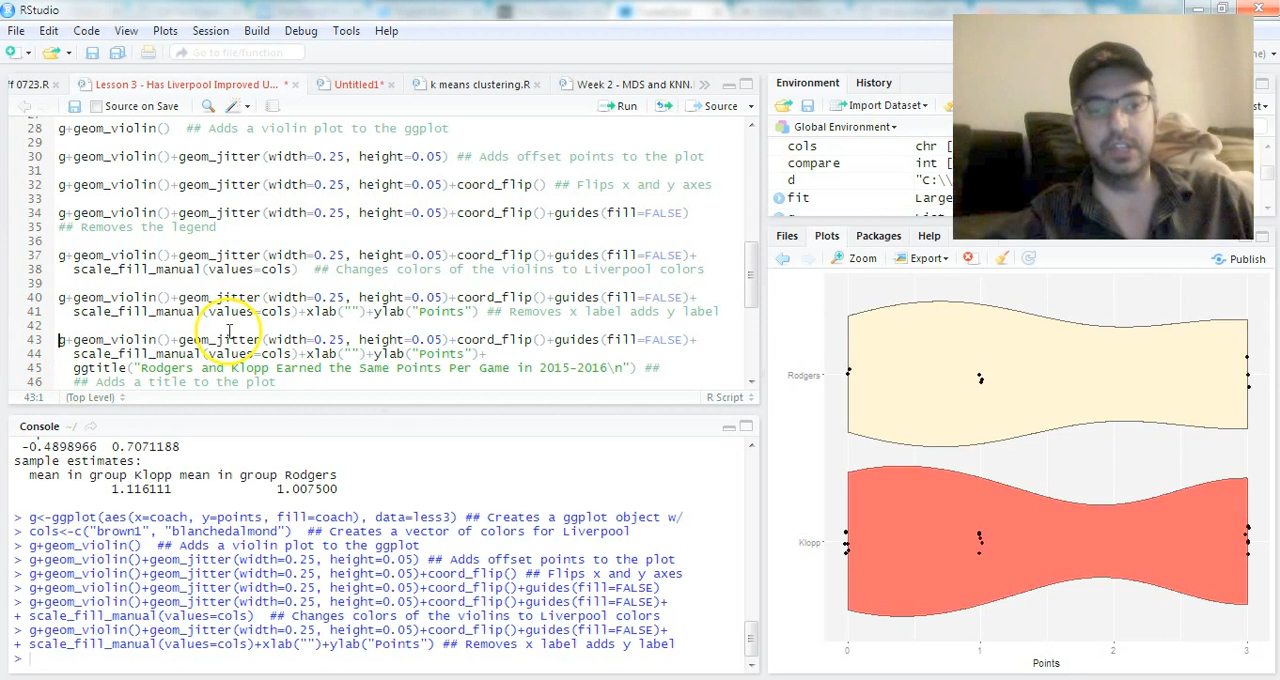 RStudio
File Edit Code View Plots Session Build Debug Tools Help
Go to file/function
ff 0723.R Lesson 3 - Has Liverpool Improved U... * Untitled1* k means clustering.R Week 2 - MDS and KNN.
Source on Save Run Source
28 g+geom_violin() ## Adds a violin plot to the ggplot
29
30 g+geom_violin()+geom_jitter(width=0.25, height=0.05) ## Adds offset points to the plot
31
32 g+geom_violin()+geom_jitter(width=0.25, height=0.05)+coord_flip() ## Flips x and y axes
33
34 g+geom_violin()+geom_jitter(width=0.25, height=0.05)+coord_flip()+guides(fill=FALSE)
35 ## Removes the legend
36
37 g+geom_violin()+geom_jitter(width=0.25, height=0.05)+coord_flip()+guides(fill=FALSE)+
38 scale_fill_manual(values=cols) ## Changes colors of the violins to Liverpool colors
39
40 g+geom_violin()+geom_jitter(width=0.25, height=0.05)+coord_flip()+guides(fill=FALSE)+
41 scale_fill_manual(values=cols)+xlab("")+ylab("Points") ## Removes x label adds y label
42
43 g+geom_violin()+geom_jitter(width=0.25, height=0.05)+coord_flip()+guides(fill=FALSE)+
44 scale_fill_manual(values=cols)+xlab("")+ylab("Points")+
45 ggtitle("Rodgers and Klopp Earned the Same Points Per Game in 2015-2016\n") ##
46 ## Adds a title to the plot
43:1 (Top Level) R Script
Console ~/
-0.4898966 0.7071188
sample estimates:
mean in group Klopp mean in group Rodgers
1.116111 1.007500
> g<-ggplot(aes(x=coach, y=points, fill=coach), data=less3) ## Creates a ggplot object w/
> cols<-c("brown1", "blanchedalmond") ## Creates a vector of colors for Liverpool
> g+geom_violin() ## Adds a violin plot to the ggplot
> g+geom_violin()+geom_jitter(width=0.25, height=0.05) ## Adds offset points to the plot
> g+geom_violin()+geom_jitter(width=0.25, height=0.05)+coord_flip() ## Flips x and y axes
> g+geom_violin()+geom_jitter(width=0.25, height=0.05)+coord_flip()+guides(fill=FALSE)
> g+geom_violin()+geom_jitter(width=0.25, height=0.05)+coord_flip()+guides(fill=FALSE)+
+ scale_fill_manual(values=cols) ## Changes colors of the violins to Liverpool colors
> g+geom_violin()+geom_jitter(width=0.25, height=0.05)+coord_flip()+guides(fill=FALSE)+
+ scale_fill_manual(values=cols)+xlab("")+ylab("Points") ## Removes x label adds y label
>
Environment History
Import Dataset
Global Environment
cols chr [
compare int [
d "C:\\
fit Large
Files Plots Packages Help
Zoom Export Publish
Rodgers
Klopp
0 1 2 3
Points